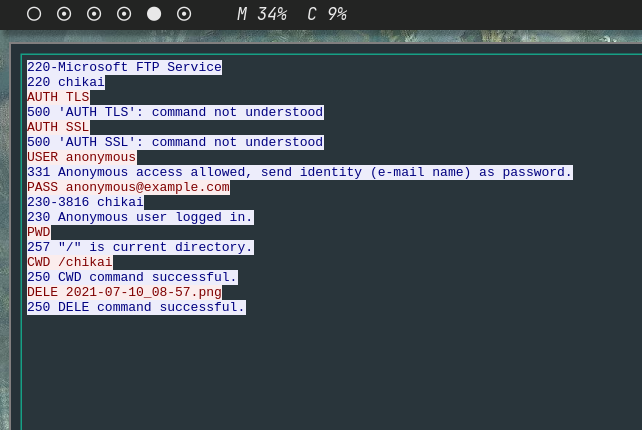 M 34% C 9%
220-Microsoft FTP Service
220 chikai
AUTH TLS
500 'AUTH TLS': command not understood
AUTH SSL
500 'AUTH SSL': command not understood
USER anonymous
331 Anonymous access allowed, send identity (e-mail name) as password.
PASS anonymous@example.com
230-3816 chikai
230 Anonymous user logged in.
PWD
257 "/" is current directory.
CWD /chikai
250 CWD command successful.
DELE 2021-07-10_08-57.png
250 DELE command successful.